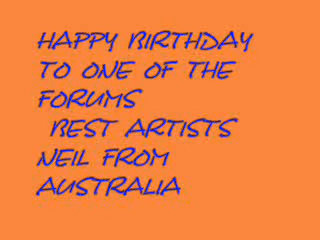 HAPPY BIRTHDAY
TO ONE OF THE
FORUMS
BEST ARTISTS
NEIL FROM
AUSTRALIA